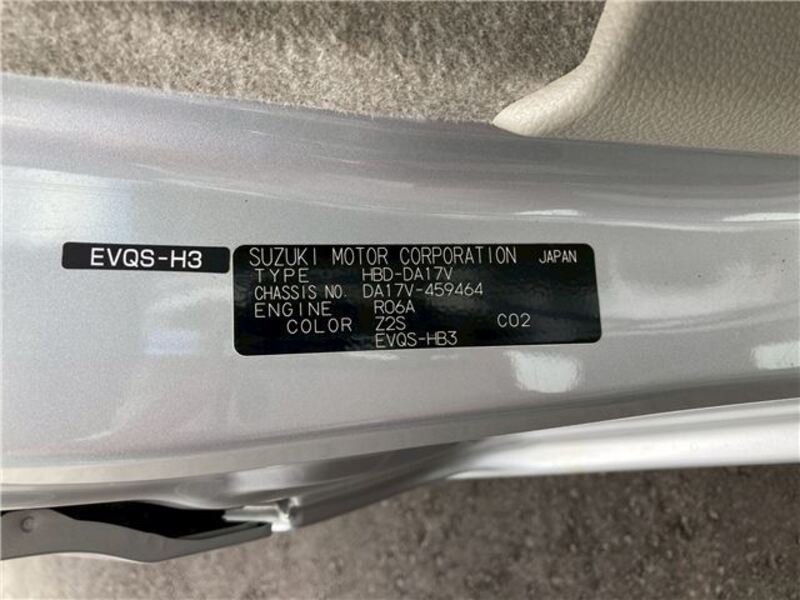 EVQS-H3
SUZUKI MOTOR CORPORATION JAPAN
TYPE HBD-DA17V
CHASSIS NO. DA17V-459464
ENGINE R06A
COLOR Z2S C02
EVQS-HB3